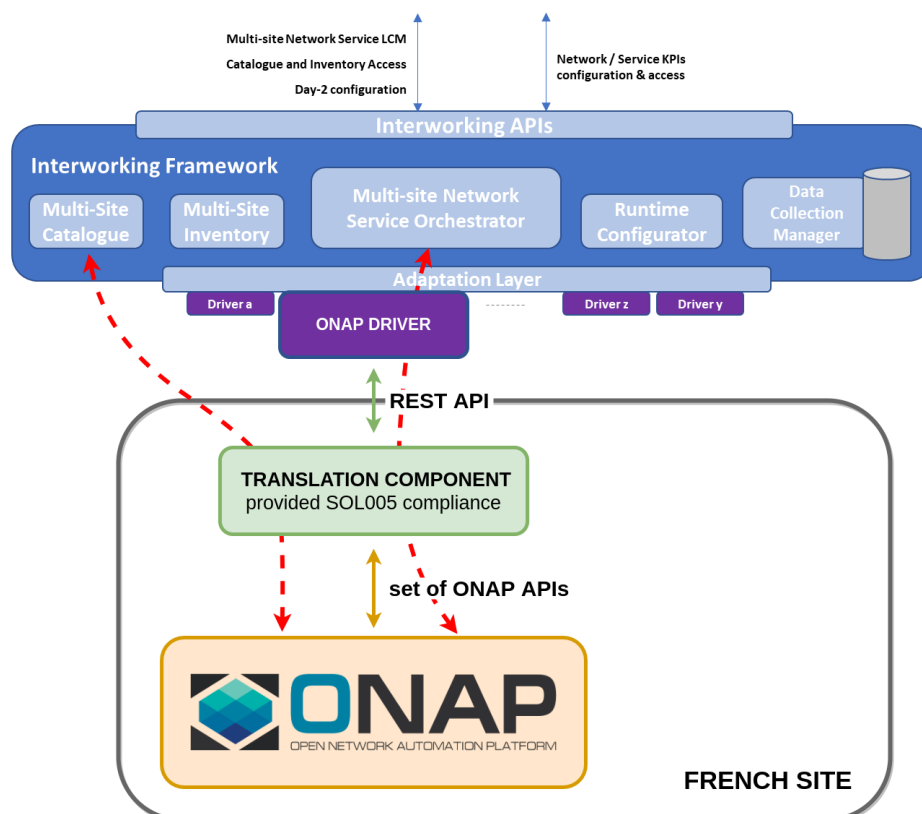 Multi-site Network Service LCM
Catalogue and Inventory Access
Day-2 configuration
Network / Service KPIs
configuration & access
Interworking APIs
Interworking Framework
Multi-Site
Catalogue
Multi-Site
Inventory
Multi-site Network
Service Orchestrator
Runtime
Configurator
Data
Collection
Manager
Adaptation Layer
Driver a
ONAP DRIVER
Driver z
Driver y
REST API
TRANSLATION COMPONENT
provided SOL005 compliance
set of ONAP APIs
ONAP
OPEN NETWORK AUTOMATION PLATFORM
FRENCH SITE